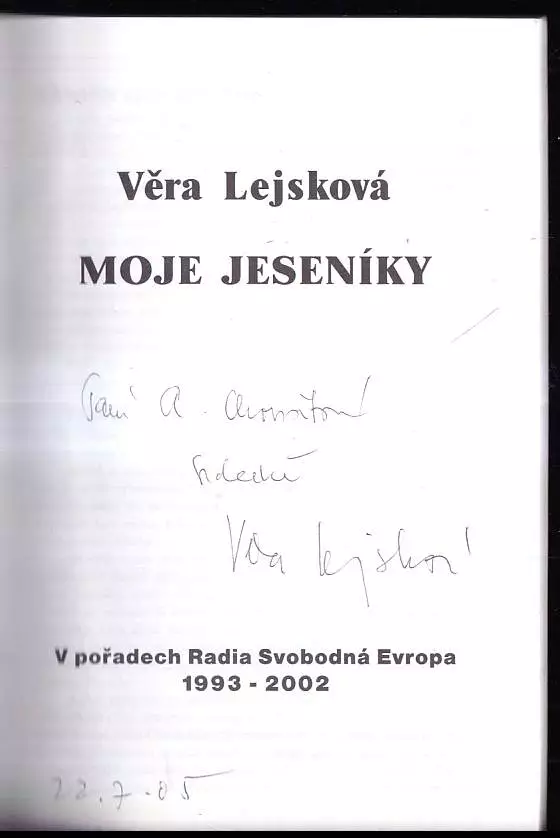 Věra Lejsková
MOJE JESENÍKY
Paní A.
srdečně
Věra Lejsková
V pořadech Radia Svobodná Evropa
1993 - 2002
22.7.05